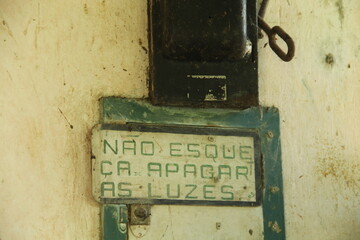 NÃO ESQUE
ÇA APAGAR
AS LUZES.